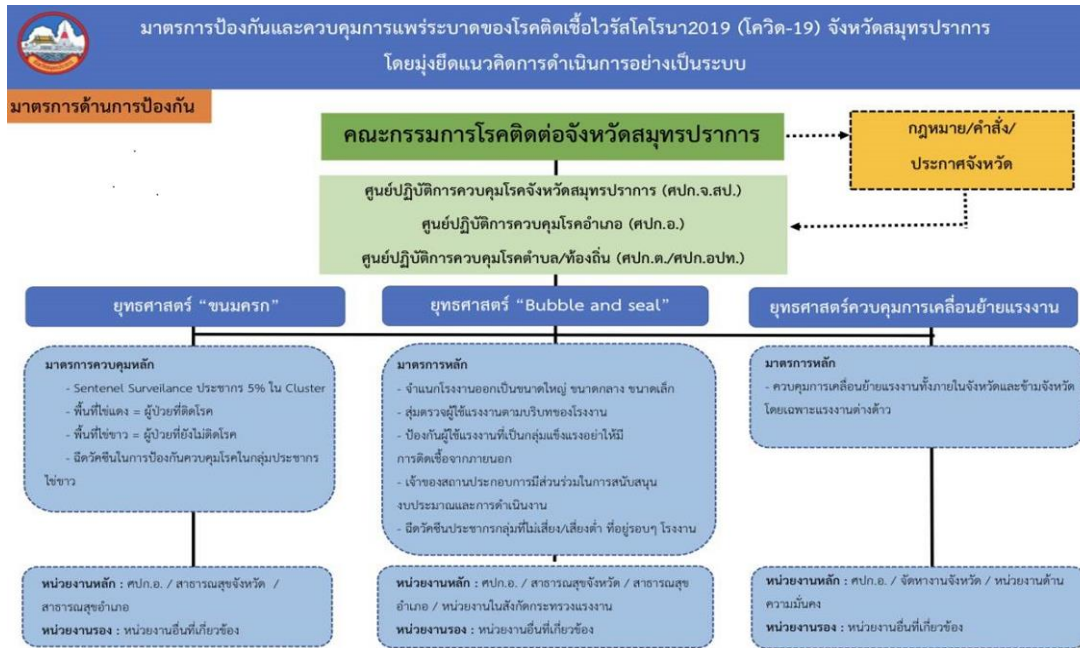 มาตรการป้องกันและควบคุมการแพร่ระบาดของโรคติดเชื้อไวรัสโคโรนา2019 (โควิด-19) จังหวัดสมุทรปราการ
โดยมุ่งยึดแนวคิดการดำเนินการอย่างเป็นระบบ
มาตรการด้านการป้องกัน
คณะกรรมการโรคติดต่อจังหวัดสมุทรปราการ
กฎหมาย/คำสั่ง/
ประกาศจังหวัด
ศูนย์ปฏิบัติการควบคุมโรคจังหวัดสมุทรปราการ (ศปก.จ.สป.)
ศูนย์ปฏิบัติการควบคุมโรคอำเภอ (ศปก.อ.)
ศูนย์ปฏิบัติการควบคุมโรคตำบล/ท้องถิ่น (ศปก.ต./ศปก.อปท.)
ยุทธศาสตร์ “ขนมครก”
มาตรการควบคุมหลัก
- Sentenel Surveilance ประชากร 5% ใน Cluster
- พื้นที่ไข่แดง = ผู้ป่วยที่ติดโรค
- พื้นที่ไข่ขาว = ผู้ป่วยที่ยังไม่ติดโรค
- ฉีดวัคซีนในการป้องกันควบคุมโรคในกลุ่มประชากร
ไข่ขาว
หน่วยงานหลัก : ศปก.อ. / สาธารณสุขจังหวัด /
สาธารณสุขอำเภอ
หน่วยงานรอง : หน่วยงานอื่นที่เกี่ยวข้อง
ยุทธศาสตร์ “Bubble and seal”
มาตรการหลัก
- จำแนกโรงงานออกเป็นขนาดใหญ่ ขนาดกลาง ขนาดเล็ก
- สุ่มตรวจผู้ใช้แรงงานตามบริบทของโรงงาน
- ป้องกันผู้ใช้แรงงานที่เป็นกลุ่มแข็งแรงอย่าให้มี
การติดเชื้อจากภายนอก
- เจ้าของสถานประกอบการมีส่วนร่วมในการสนับสนุน
งบประมาณและการดำเนินงาน
- ฉีดวัคซีนประชากรกลุ่มที่ไม่เสี่ยง/เสี่ยงต่ำ ที่อยู่รอบๆ โรงงาน
หน่วยงานหลัก : ศปก.อ. / สาธารณสุขจังหวัด / สาธารณสุข
อำเภอ / หน่วยงานในสังกัดกระทรวงแรงงาน
หน่วยงานรอง : หน่วยงานอื่นที่เกี่ยวข้อง
ยุทธศาสตร์ควบคุมการเคลื่อนย้ายแรงงาน
มาตรการหลัก
- ควบคุมการเคลื่อนย้ายแรงงานทั้งภายในจังหวัดและข้ามจังหวัด
โดยเฉพาะแรงงานต่างด้าว
หน่วยงานหลัก : ศปก.อ. / จัดหางานจังหวัด / หน่วยงานด้าน
ความมั่นคง
หน่วยงานรอง : หน่วยงานอื่นที่เกี่ยวข้อง